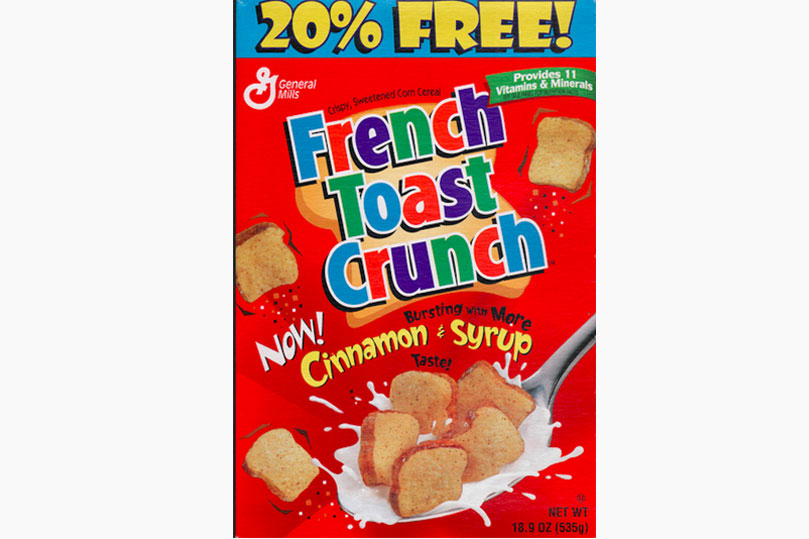 20% FREE!
General
Mills
Crispy, Sweetened Corn Cereal
Provides 11
Vitamins & Minerals
French
Toast
Crunch
Bursting with More
Now!
Cinnamon & Syrup
Taste!
NET WT
18.9 OZ (535g)